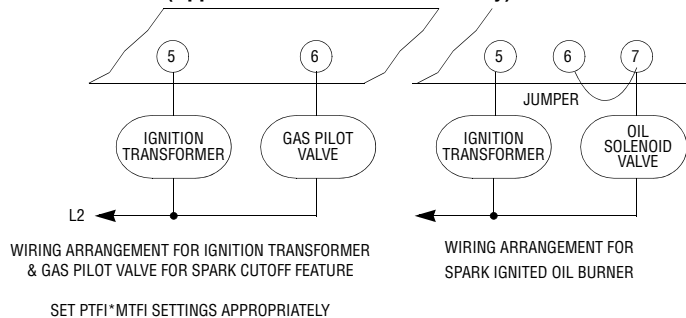 5
6
5
6
7
JUMPER
IGNITION
TRANSFORMER
GAS PILOT
VALVE
IGNITION
TRANSFORMER
OIL
SOLENOID
VALVE
L2
WIRING ARRANGEMENT FOR IGNITION TRANSFORMER
& GAS PILOT VALVE FOR SPARK CUTOFF FEATURE
SET PTFI*MTFI SETTINGS APPROPRIATELY
WIRING ARRANGEMENT FOR
SPARK IGNITED OIL BURNER